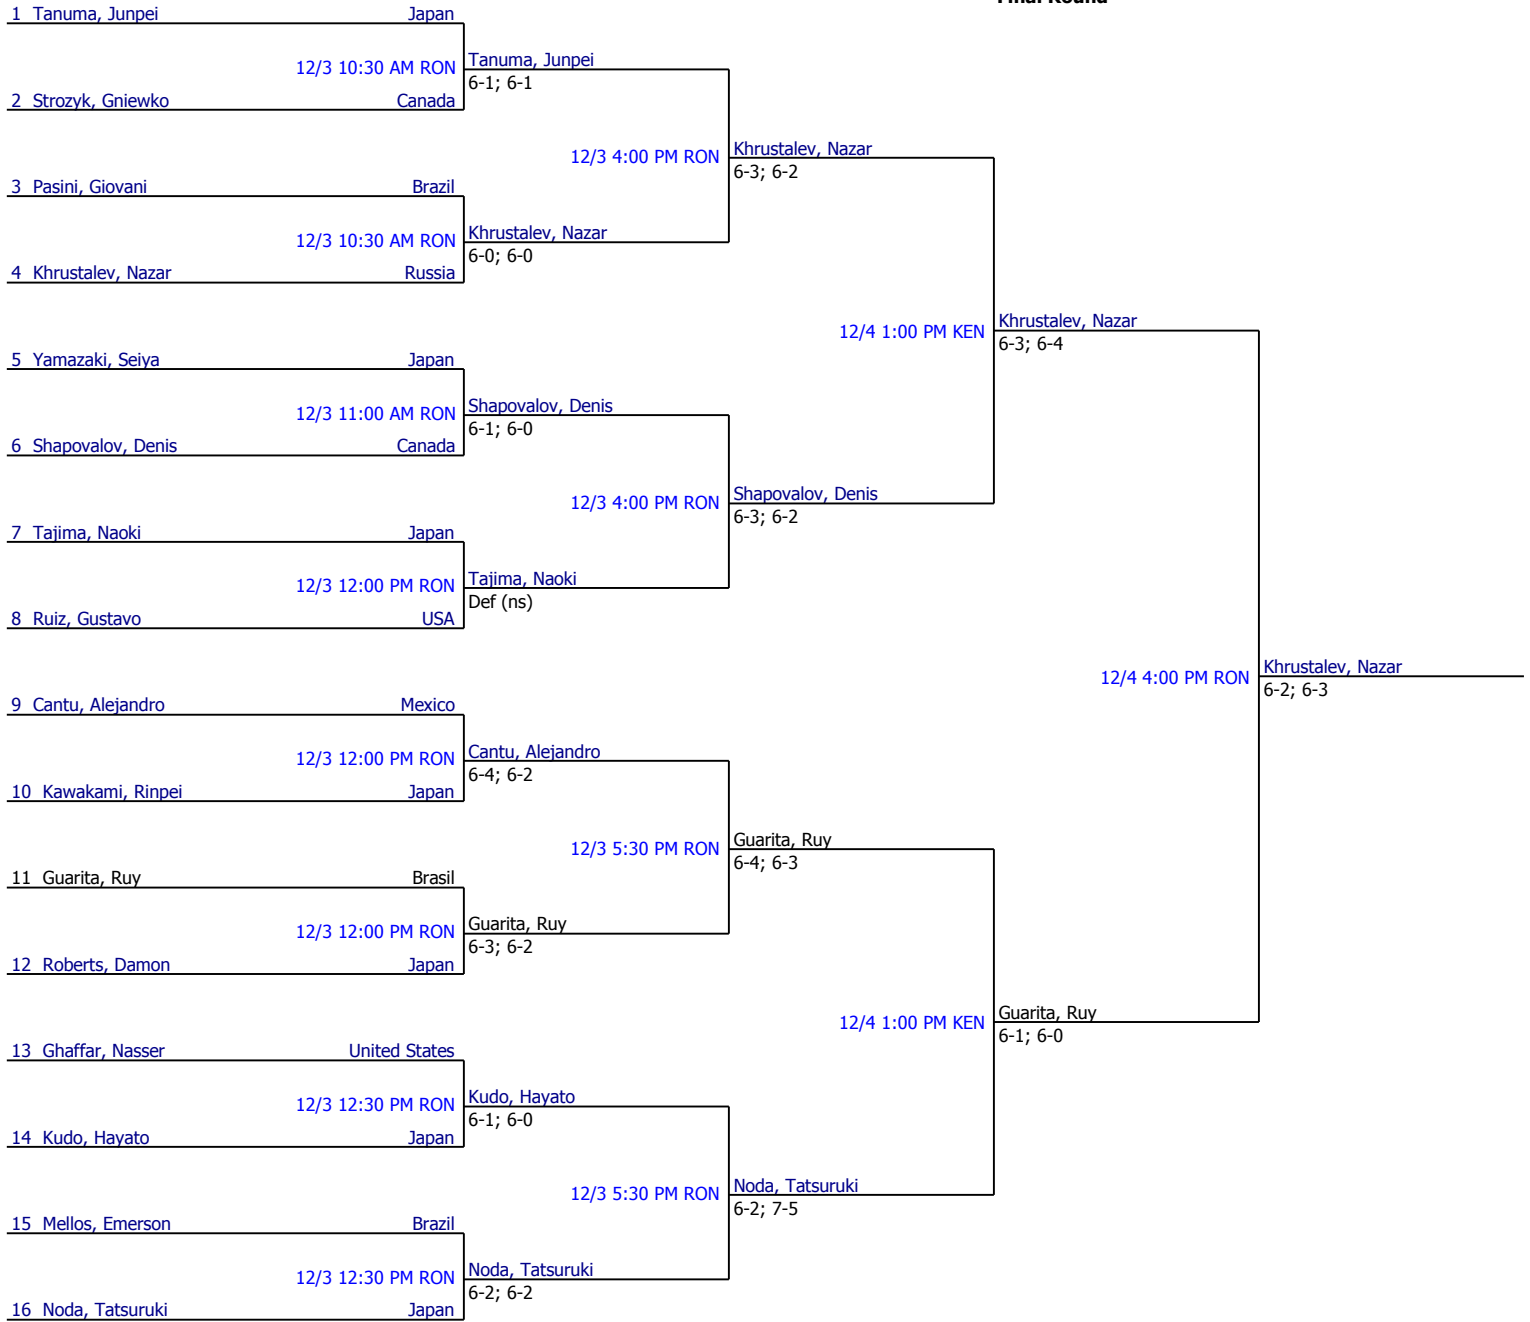 Final Round
1 Tanuma, Junpei Japan
12/3 10:30 AM RON
2 Strozyk, Gniewko Canada
3 Pasini, Giovani Brazil
12/3 10:30 AM RON
4 Khrustalev, Nazar Russia
5 Yamazaki, Seiya Japan
12/3 11:00 AM RON
6 Shapovalov, Denis Canada
7 Tajima, Naoki Japan
12/3 12:00 PM RON
8 Ruiz, Gustavo USA
9 Cantu, Alejandro Mexico
12/3 12:00 PM RON
10 Kawakami, Rinpei Japan
11 Guarita, Ruy Brasil
12/3 12:00 PM RON
12 Roberts, Damon Japan
13 Ghaffar, Nasser United States
12/3 12:30 PM RON
14 Kudo, Hayato Japan
15 Mellos, Emerson Brazil
12/3 12:30 PM RON
16 Noda, Tatsuruki Japan
Tanuma, Junpei
6-1; 6-1
12/3 4:00 PM RON
Khrustalev, Nazar
6-0; 6-0
Shapovalov, Denis
6-1; 6-0
12/3 4:00 PM RON
Tajima, Naoki
Def (ns)
Cantu, Alejandro
6-4; 6-2
12/3 5:30 PM RON
Guarita, Ruy
6-3; 6-2
Kudo, Hayato
6-1; 6-0
12/3 5:30 PM RON
Noda, Tatsuruki
6-2; 6-2
Khrustalev, Nazar
6-3; 6-2
12/4 1:00 PM KEN
Shapovalov, Denis
6-3; 6-2
Guarita, Ruy
6-4; 6-3
12/4 1:00 PM KEN
Noda, Tatsuruki
6-2; 7-5
Khrustalev, Nazar
6-3; 6-4
12/4 4:00 PM RON
Guarita, Ruy
6-1; 6-0
Khrustalev, Nazar
6-2; 6-3